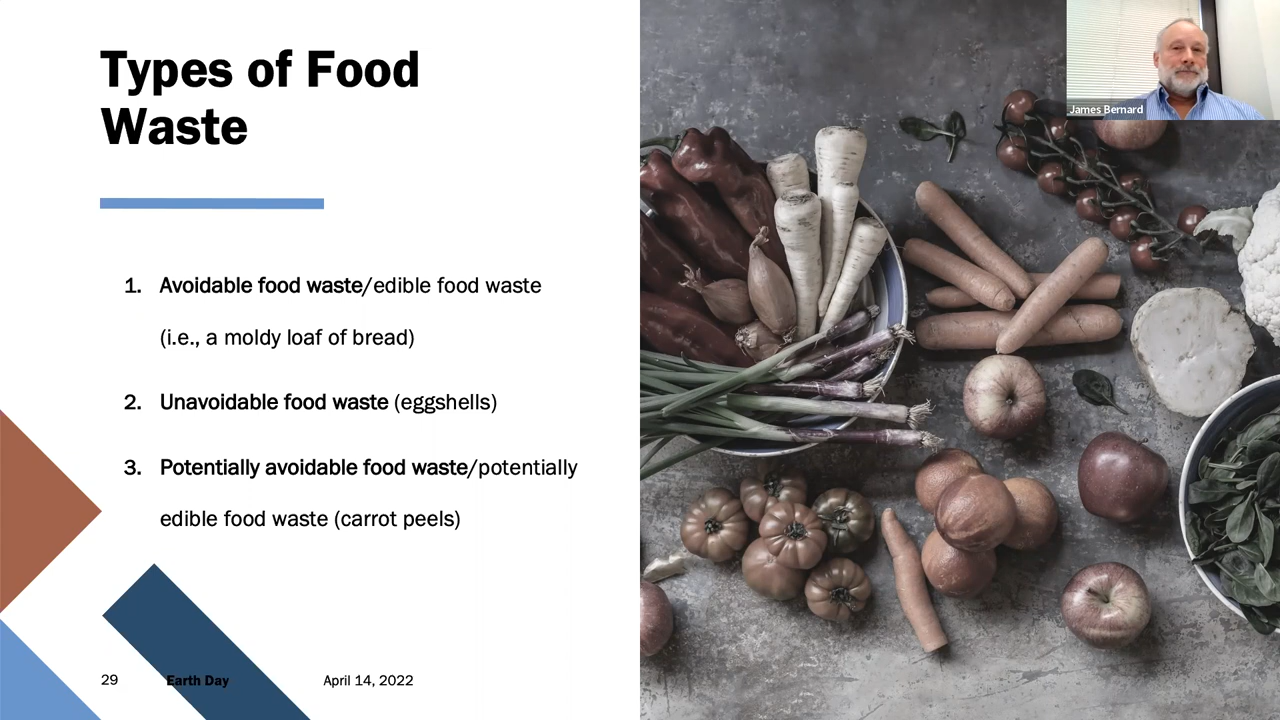 Types of Food
Waste
1. Avoidable food waste/edible food waste
(i.e., a moldy loaf of bread)
2. Unavoidable food waste (eggshells)
3. Potentially avoidable food waste/potentially
edible food waste (carrot peels)
29 Earth Day April 14, 2022
James Bernard